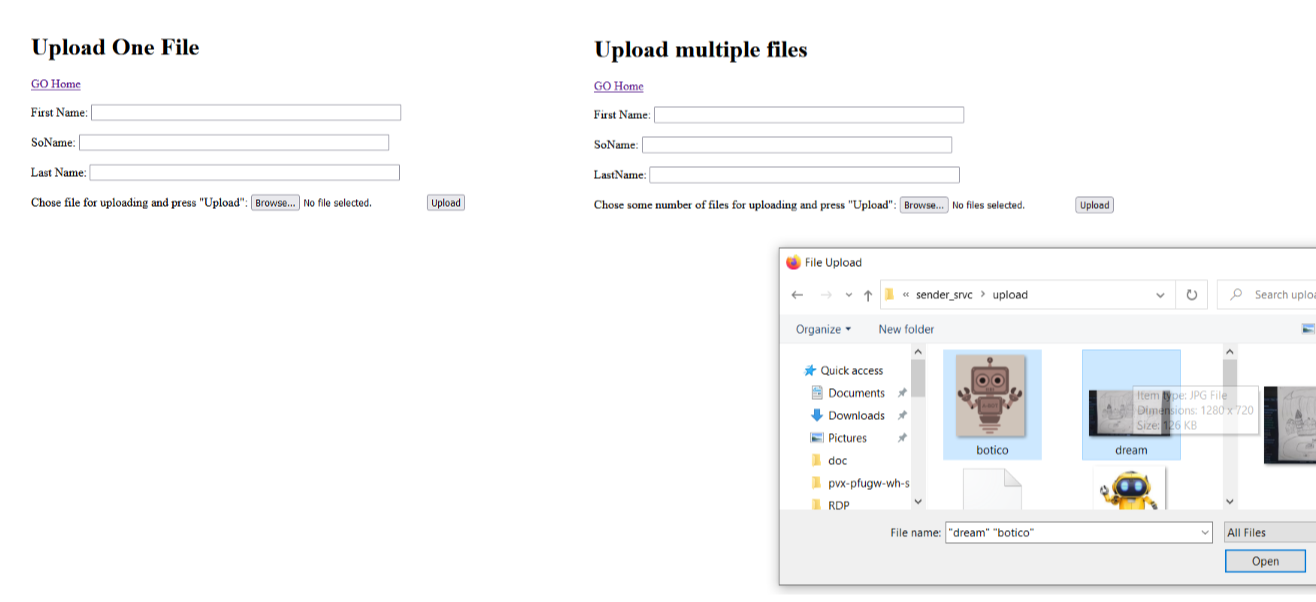 Upload One File
GO Home
First Name:
SoName:
Last Name:
Chose file for uploading and press "Upload": Browse... No file selected. Upload
Upload multiple files
GO Home
First Name:
SoName:
LastName:
Chose some number of files for uploading and press "Upload": Browse... No files selected. Upload
File Upload
« sender_srvc > upload
Search uploa
Organize
New folder
Quick access
Documents
Downloads
Pictures
doc
pvx-pfugw-wh-s
RDP
botico
dream
Item type: JPG File
Dimensions: 1280 x 720
Size: 126 KB
File name: "dream" "botico"
All Files
Open